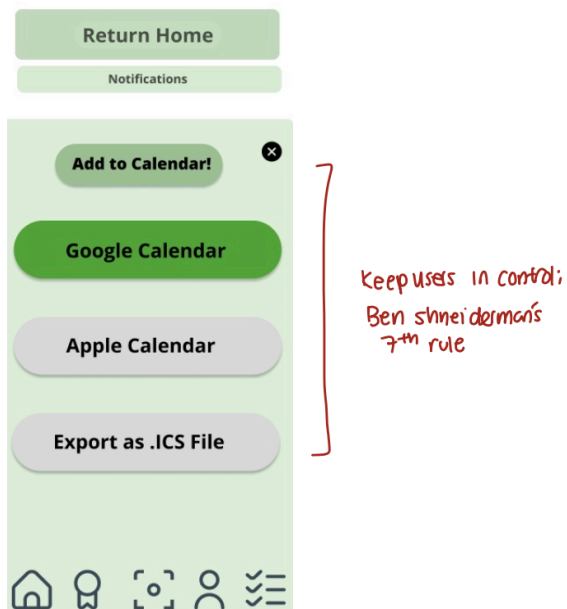 Return Home
Notifications
Add to Calendar!
Google Calendar
Apple Calendar
Export as .ICS File
Keep users in control;
Ben shneiderman's
7th rule